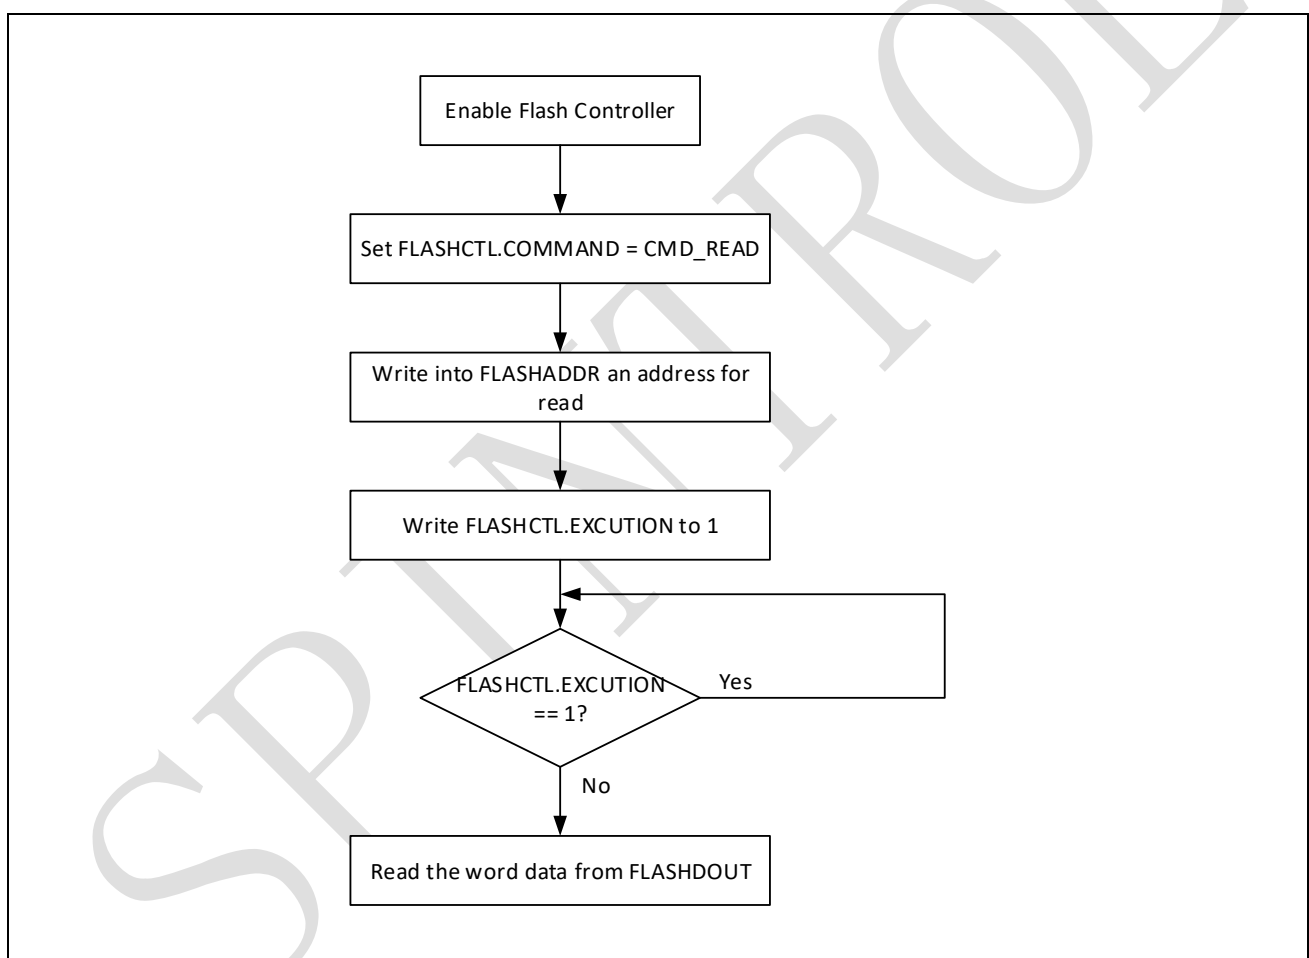 Enable Flash Controller
Set FLASHCTL.COMMAND = CMD_READ
Write into FLASHADDR an address for
read
Write FLASHCTL.EXCUTION to 1
FLASHCTL.EXCUTION
== 1?
Yes
No
Read the word data from FLASHDOUT
SPINTROL